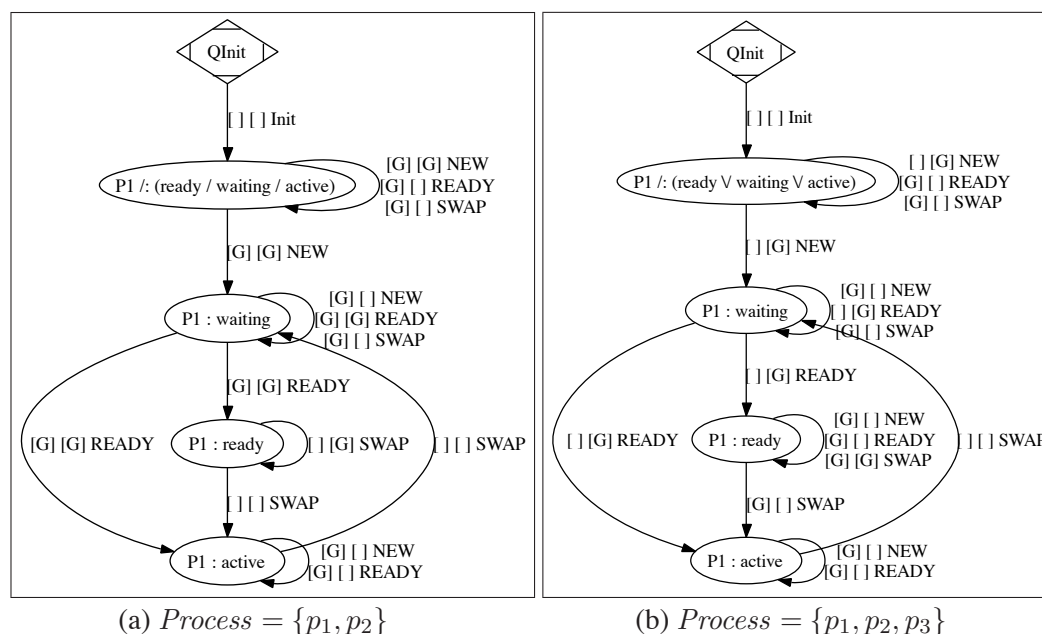 QInit
[ ] [ ] Init
P1 /: (ready / waiting / active)
[G] [G] NEW
[G] [ ] READY
[G] [ ] SWAP
[G] [G] NEW
P1 : waiting
[G] [ ] NEW
[G] [G] READY
[G] [ ] SWAP
[G] [G] READY
[G] [G] READY
P1 : ready
[ ] [G] SWAP
[ ] [ ] SWAP
[ ] [ ] SWAP
P1 : active
[G] [ ] NEW
[G] [ ] READY
(a) Process = {p1, p2}
QInit
[ ] [ ] Init
P1 /: (ready \/ waiting \/ active)
[ ] [G] NEW
[G] [ ] READY
[G] [ ] SWAP
[ ] [G] NEW
P1 : waiting
[G] [ ] NEW
[ ] [G] READY
[G] [ ] SWAP
[ ] [G] READY
[ ] [G] READY
P1 : ready
[G] [ ] NEW
[G] [ ] READY
[G] [G] SWAP
[ ] [ ] SWAP
[G] [ ] SWAP
P1 : active
[G] [ ] NEW
[G] [ ] READY
(b) Process = {p1, p2, p3}